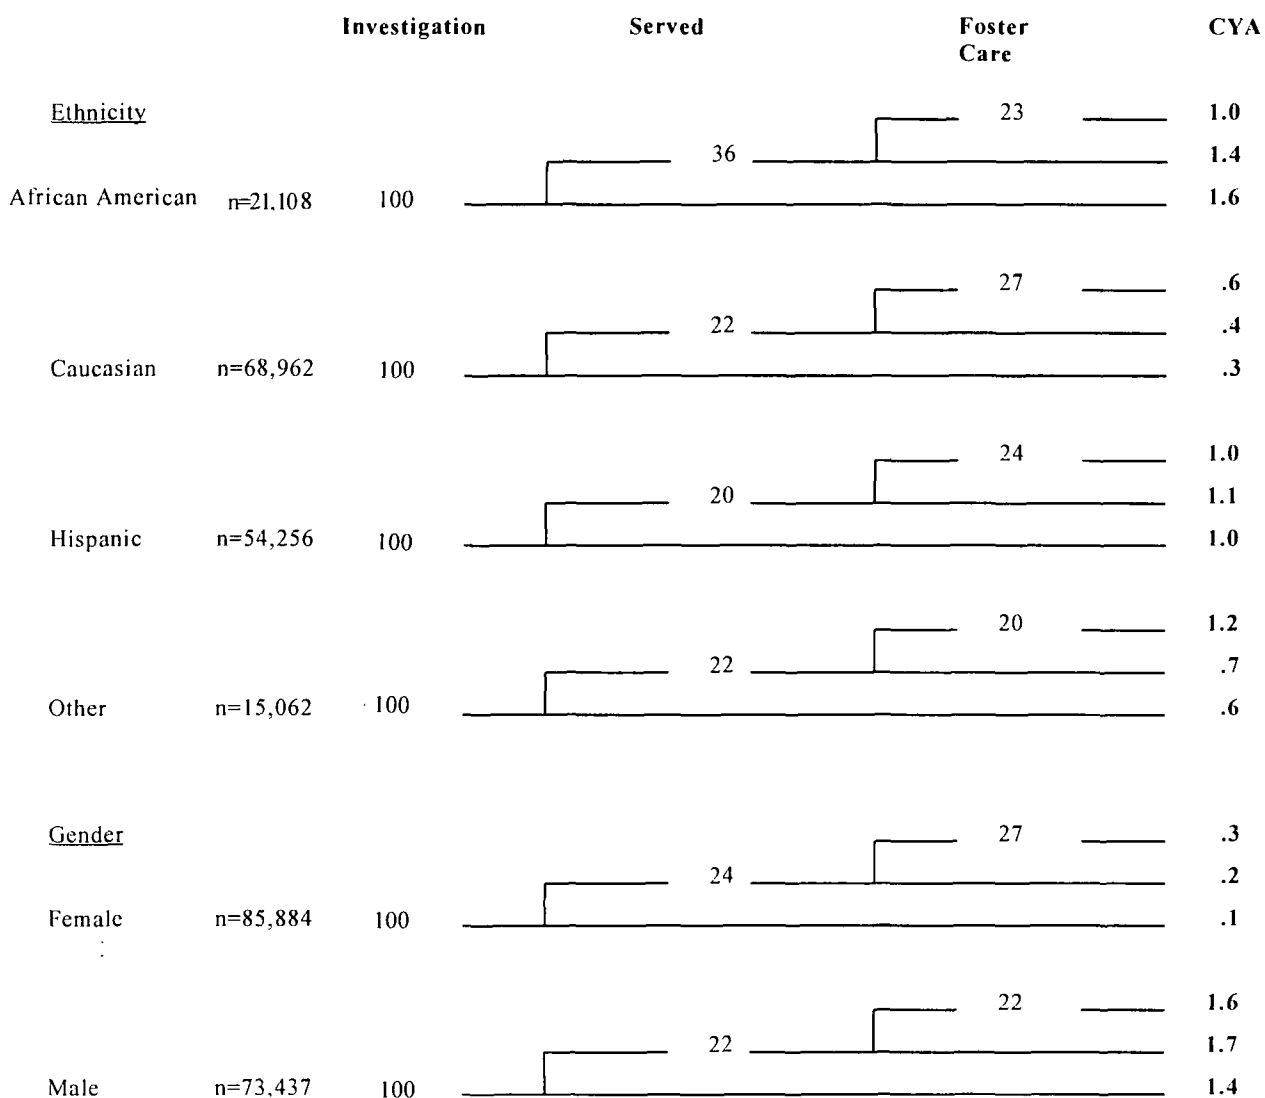 Investigation Served Foster CYA
Care
Ethnicity 23 1.0
36 1.4
African American n=21,108 100 1.6
27 .6
22 .4
Caucasian n=68,962 100 .3
24 1.0
20 1.1
Hispanic n=54,256 100 1.0
20 1.2
22 .7
Other n=15,062 100 .6
Gender 27 .3
24 .2
Female n=85,884 100 .1
22 1.6
22 1.7
Male n=73,437 100 1.4